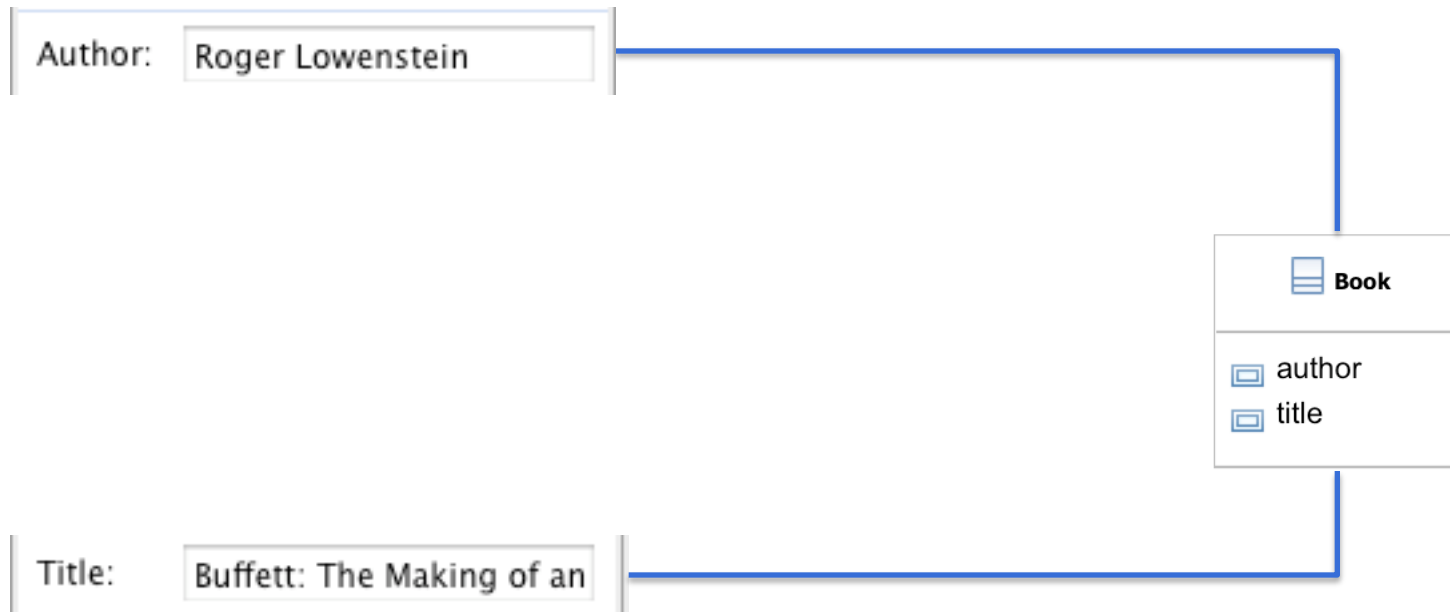 Author: Roger Lowenstein
Book
author
title
Title: Buffett: The Making of an